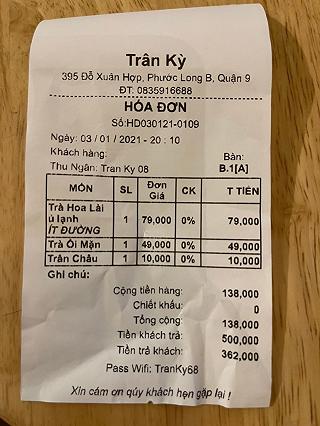 Trân Kỳ
395 Đỗ Xuân Hợp, Phước Long B, Quận 9
ĐT: 0835916688
HÓA ĐƠN
Số:HD030121-0109
Ngày: 03 / 01 / 2021 - 20 : 10
Khách hàng: Bàn:
Thu Ngân: Tran Ky 08 B.1[A]
MÓN SL Đơn Giá CK T TIỀN
Trà Hoa Lài ủ lạnh 1 79,000 0% 79,000
ÍT ĐƯỜNG
Trà Ổi Mận 1 49,000 0% 49,000
Trân Châu 1 10,000 0% 10,000
Ghi chú:
Cộng tiền hàng: 138,000
Chiết khấu: 0
Tổng cộng: 138,000
Tiền khách trả: 500,000
Tiền trả khách: 362,000
Pass Wifi: TranKy68
Xin cám ơn qúy khách hẹn gặp lại !